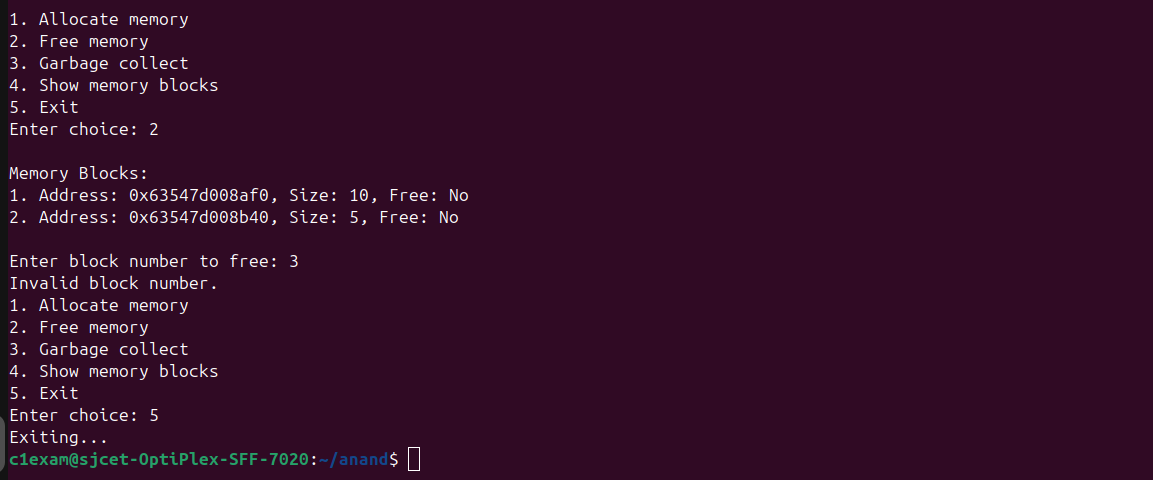 1. Allocate memory
2. Free memory
3. Garbage collect
4. Show memory blocks
5. Exit
Enter choice: 2
Memory Blocks:
1. Address: 0x63547d008af0, Size: 10, Free: No
2. Address: 0x63547d008b40, Size: 5, Free: No
Enter block number to free: 3
Invalid block number.
1. Allocate memory
2. Free memory
3. Garbage collect
4. Show memory blocks
5. Exit
Enter choice: 5
Exiting...
c1exam@sjcet-OptiPlex-SFF-7020:~/anand$